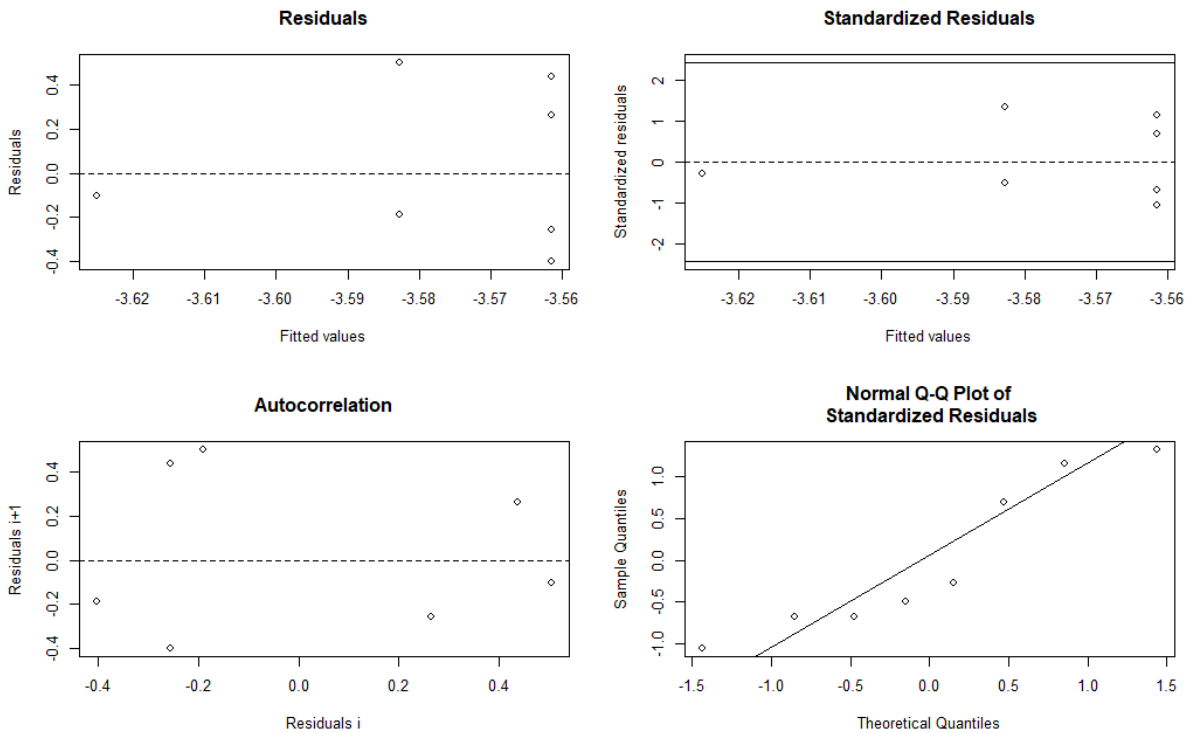 Residuals
Residuals
0.4
0.2
0.0
-0.2
-0.4
-3.62 -3.61 -3.60 -3.59 -3.58 -3.57 -3.56
Fitted values
Standardized Residuals
Standardized residuals
2
1
0
-1
-2
-3.62 -3.61 -3.60 -3.59 -3.58 -3.57 -3.56
Fitted values
Autocorrelation
Residuals i+1
0.4
0.2
0.0
-0.2
-0.4
-0.4 -0.2 0.0 0.2 0.4
Residuals i
Normal Q-Q Plot of
Standardized Residuals
Sample Quantiles
1.0
0.5
0.0
-0.5
-1.0
-1.5 -1.0 -0.5 0.0 0.5 1.0 1.5
Theoretical Quantiles